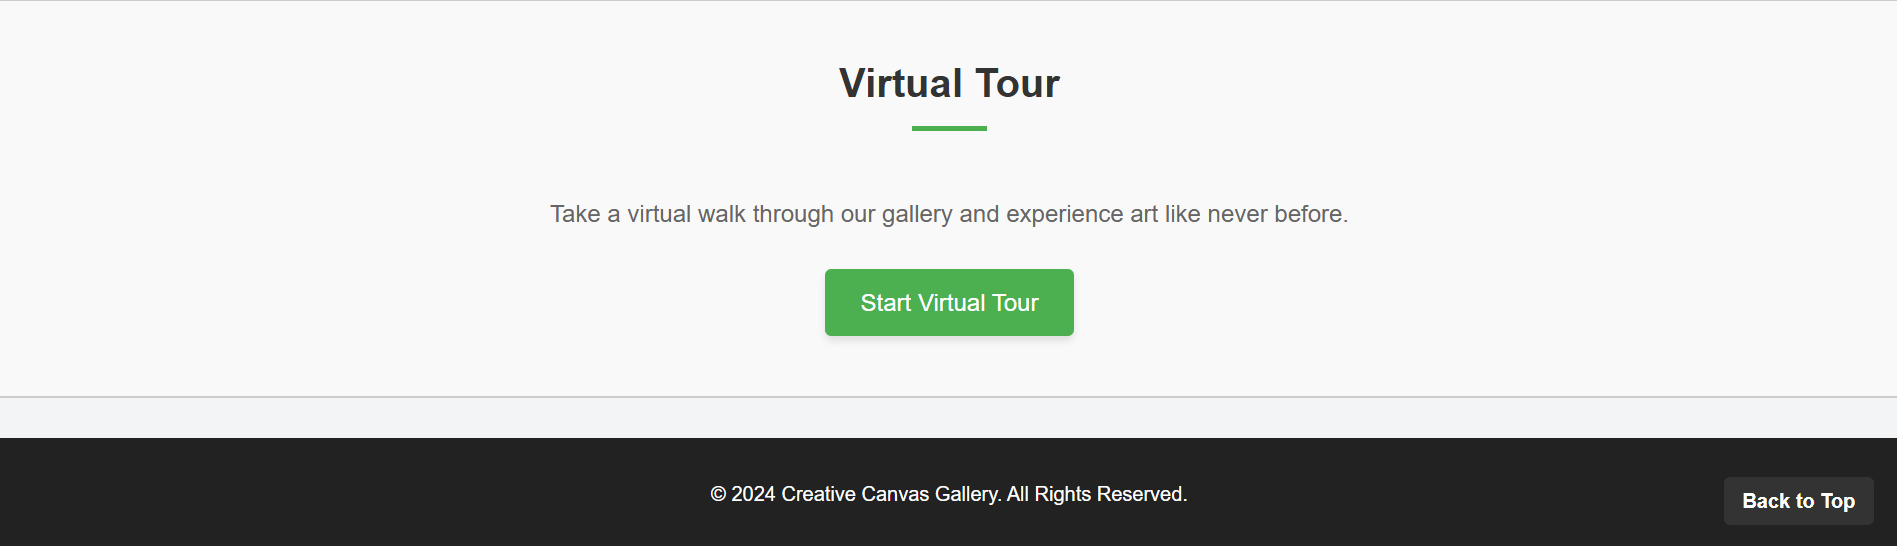 Virtual Tour
Take a virtual walk through our gallery and experience art like never before.
Start Virtual Tour
© 2024 Creative Canvas Gallery. All Rights Reserved.
Back to Top